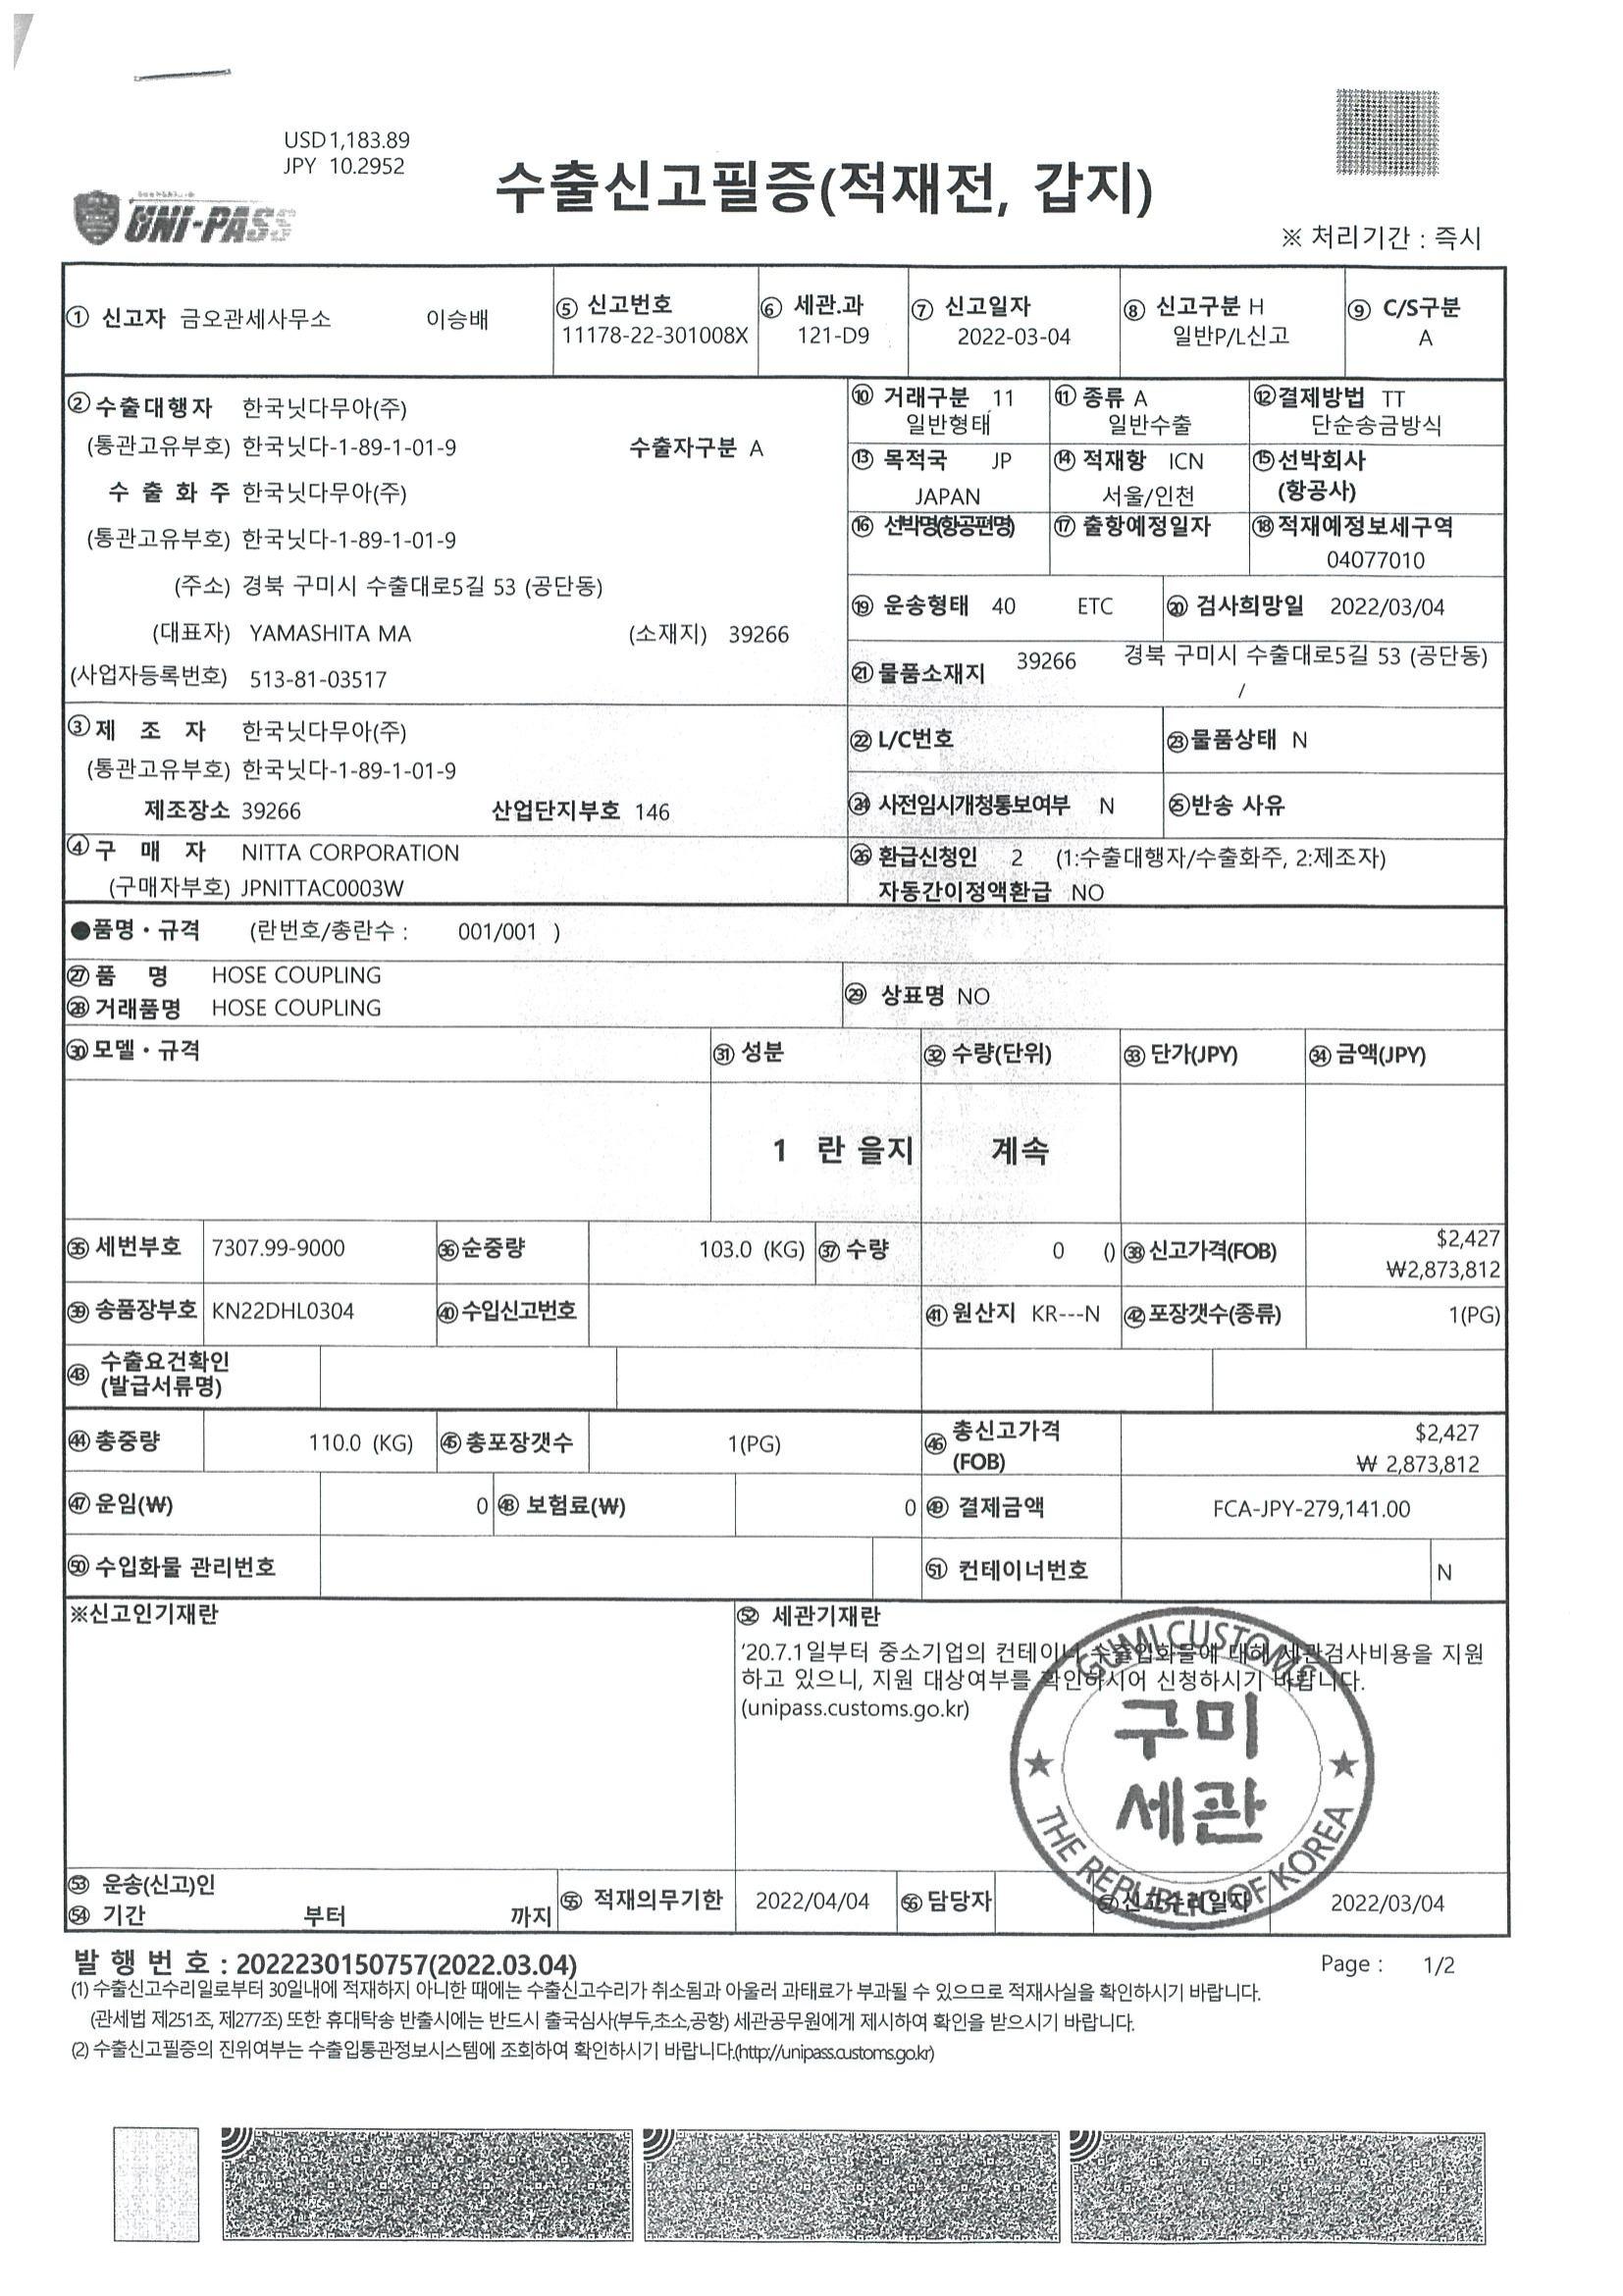 USD 1,183.89
JPY 10.2952
UNI-PASS
수출신고필증(적재전, 갑지)
※ 처리기간 : 즉시
① 신고자 금오관세사무소 이승배
⑤ 신고번호
11178-22-301008X
⑥ 세관.과
121-D9
⑦ 신고일자
2022-03-04
⑧ 신고구분 H
일반P/L신고
⑨ C/S구분
A
② 수출대행자 한국닛다무아(주)
(통관고유부호) 한국닛다-1-89-1-01-9 수출자구분 A
수 출 화 주 한국닛다무아(주)
(통관고유부호) 한국닛다-1-89-1-01-9
(주소) 경북 구미시 수출대로5길 53 (공단동)
(대표자) YAMASHITA MA (소재지) 39266
(사업자등록번호) 513-81-03517
⑩ 거래구분 11
일반형태
⑪ 종류 A
일반수출
⑫ 결제방법 TT
단순송금방식
⑬ 목적국 JP
JAPAN
⑭ 적재항 ICN
서울/인천
⑮ 선박회사
(항공사)
⑯ 선박명(항공편명)
⑰ 출항예정일자
⑱ 적재예정보세구역
04077010
⑲ 운송형태 40 ETC
⑳ 검사희망일 2022/03/04
㉑ 물품소재지 39266 경북 구미시 수출대로5길 53 (공단동)
/
③ 제 조 자 한국닛다무아(주)
(통관고유부호) 한국닛다-1-89-1-01-9
제조장소 39266 산업단지부호 146
㉒ L/C번호
㉓ 물품상태 N
㉔ 사전임시개청통보여부 N
㉕ 반송 사유
④ 구 매 자 NITTA CORPORATION
(구매자부호) JPNITTAC0003W
㉖ 환급신청인 2 (1:수출대행자/수출화주, 2:제조자)
자동간이정액환급 NO
●품명・규격 (란번호/총란수 : 001/001 )
㉗ 품 명 HOSE COUPLING
㉘ 거래품명 HOSE COUPLING
㉙ 상표명 NO
㉚ 모델・규격 ㉛ 성분 ㉜ 수량(단위) ㉝ 단가(JPY) ㉞ 금액(JPY)
1 란 을지 계속
㉟ 세번부호 7307.99-9000 ㊱ 순중량 103.0 (KG) ㊲ 수량 0 () ㊳ 신고가격(FOB) $2,427
₩2,873,812
㊴ 송품장부호 KN22DHL0304 ㊵ 수입신고번호 ㊶ 원산지 KR---N ㊷ 포장갯수(종류) 1(PG)
㊸ 수출요건확인
(발급서류명)
㊹ 총중량 110.0 (KG) ㊺ 총포장갯수 1(PG) ㊻ 총신고가격
(FOB) $2,427
₩ 2,873,812
㊼ 운임(₩) 0 ㊽ 보험료(₩) 0 ㊾ 결제금액 FCA-JPY-279,141.00
㊿ 수입화물 관리번호 51 컨테이너번호 N
※신고인기재란
52 세관기재란
'20.7.1일부터 중소기업의 컨테이너 수출입화물에 대해 세관검사비용을 지원
하고 있으니, 지원 대상여부를 확인하시어 신청하시기 바랍니다.
(unipass.customs.go.kr)
GUMI CUSTOMS
구미
세관
THE REPUBLIC OF KOREA
53 운송(신고)인
54 기간 부터 까지
55 적재의무기한 2022/04/04 56 담당자 57 신고수리일자 2022/03/04
발 행 번 호 : 2022230150757(2022.03.04) Page : 1/2
(1) 수출신고수리일로부터 30일내에 적재하지 아니한 때에는 수출신고수리가 취소됨과 아울러 과태료가 부과될 수 있으므로 적재사실을 확인하시기 바랍니다.
(관세법 제251조, 제277조) 또한 휴대탁송 반출시에는 반드시 출국심사(부두,초소,공항) 세관공무원에게 제시하여 확인을 받으시기 바랍니다.
(2) 수출신고필증의 진위여부는 수출입통관정보시스템에 조회하여 확인하시기 바랍니다.(http://unipass.customs.go.kr)